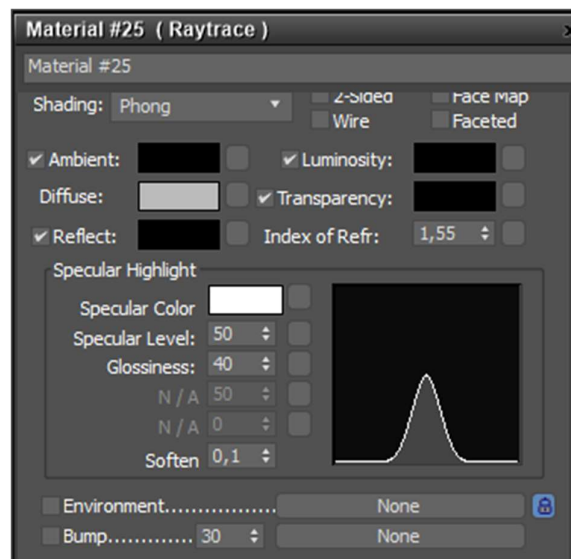 Material #25 ( Raytrace )
Material #25
Shading: Phong 2-Sided Face Map
Wire Faceted
Ambient: Luminosity:
Diffuse: Transparency:
Reflect: Index of Refr: 1,55
Specular Highlight
Specular Color
Specular Level: 50
Glossiness: 40
N / A 50
N / A 0
Soften 0,1
Environment................. None
Bump............. 30 None